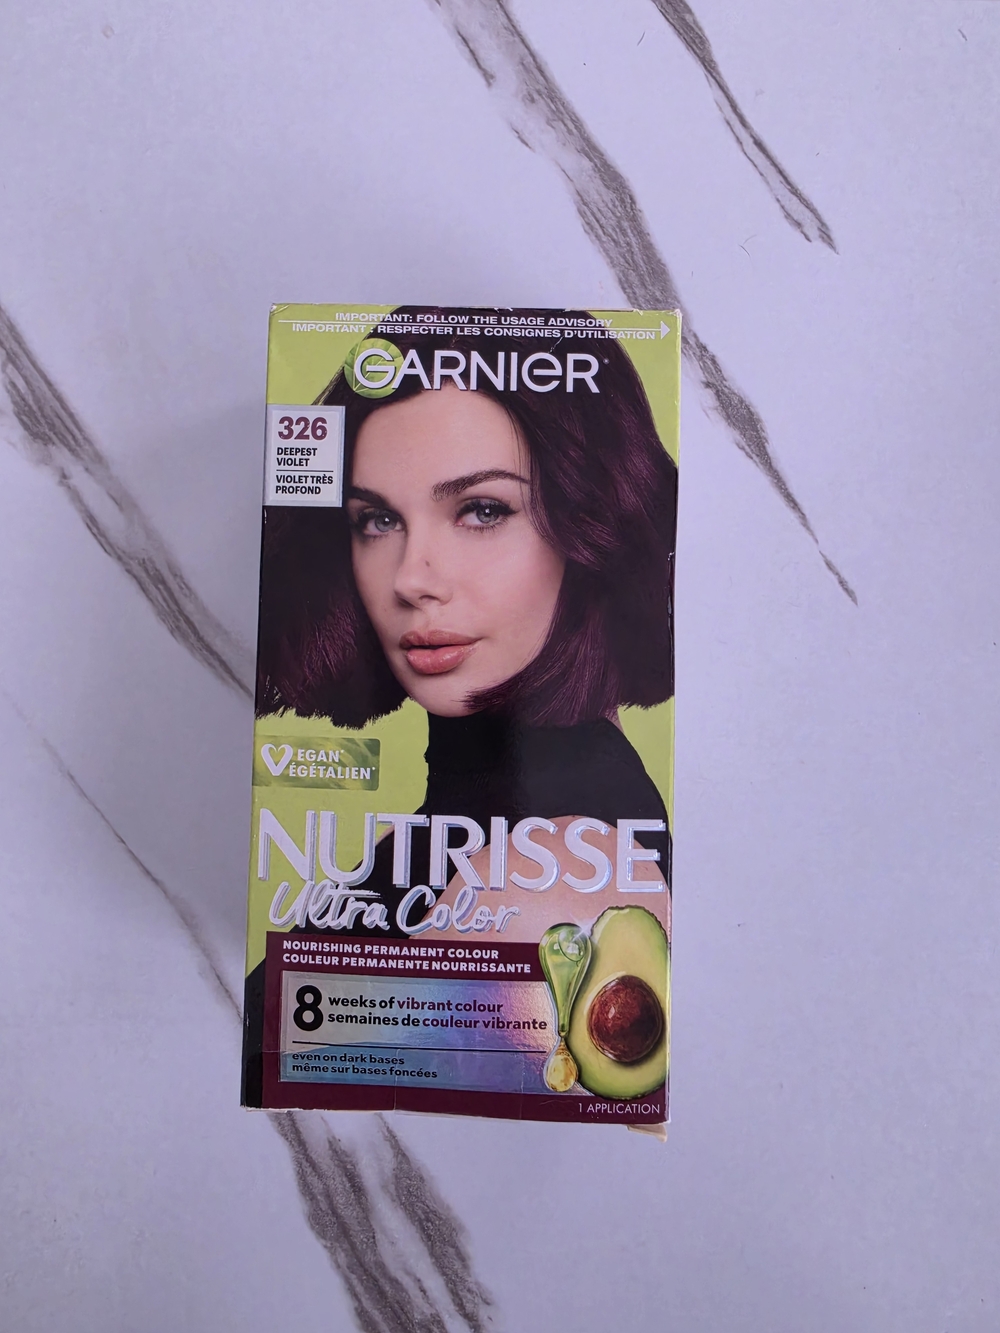 IMPORTANT: FOLLOW THE USAGE ADVISORY
IMPORTANT : RESPECTER LES CONSIGNES D'UTILISATION
GARNIER
326
DEEPEST
VIOLET
VIOLET TRÈS
PROFOND
VEGAN*
VÉGÉTALIEN*
NUTRISSE
Ultra Color
NOURISHING PERMANENT COLOUR
COULEUR PERMANENTE NOURRISSANTE
8 weeks of vibrant colour
semaines de couleur vibrante
even on dark bases
même sur bases foncées
1 APPLICATION